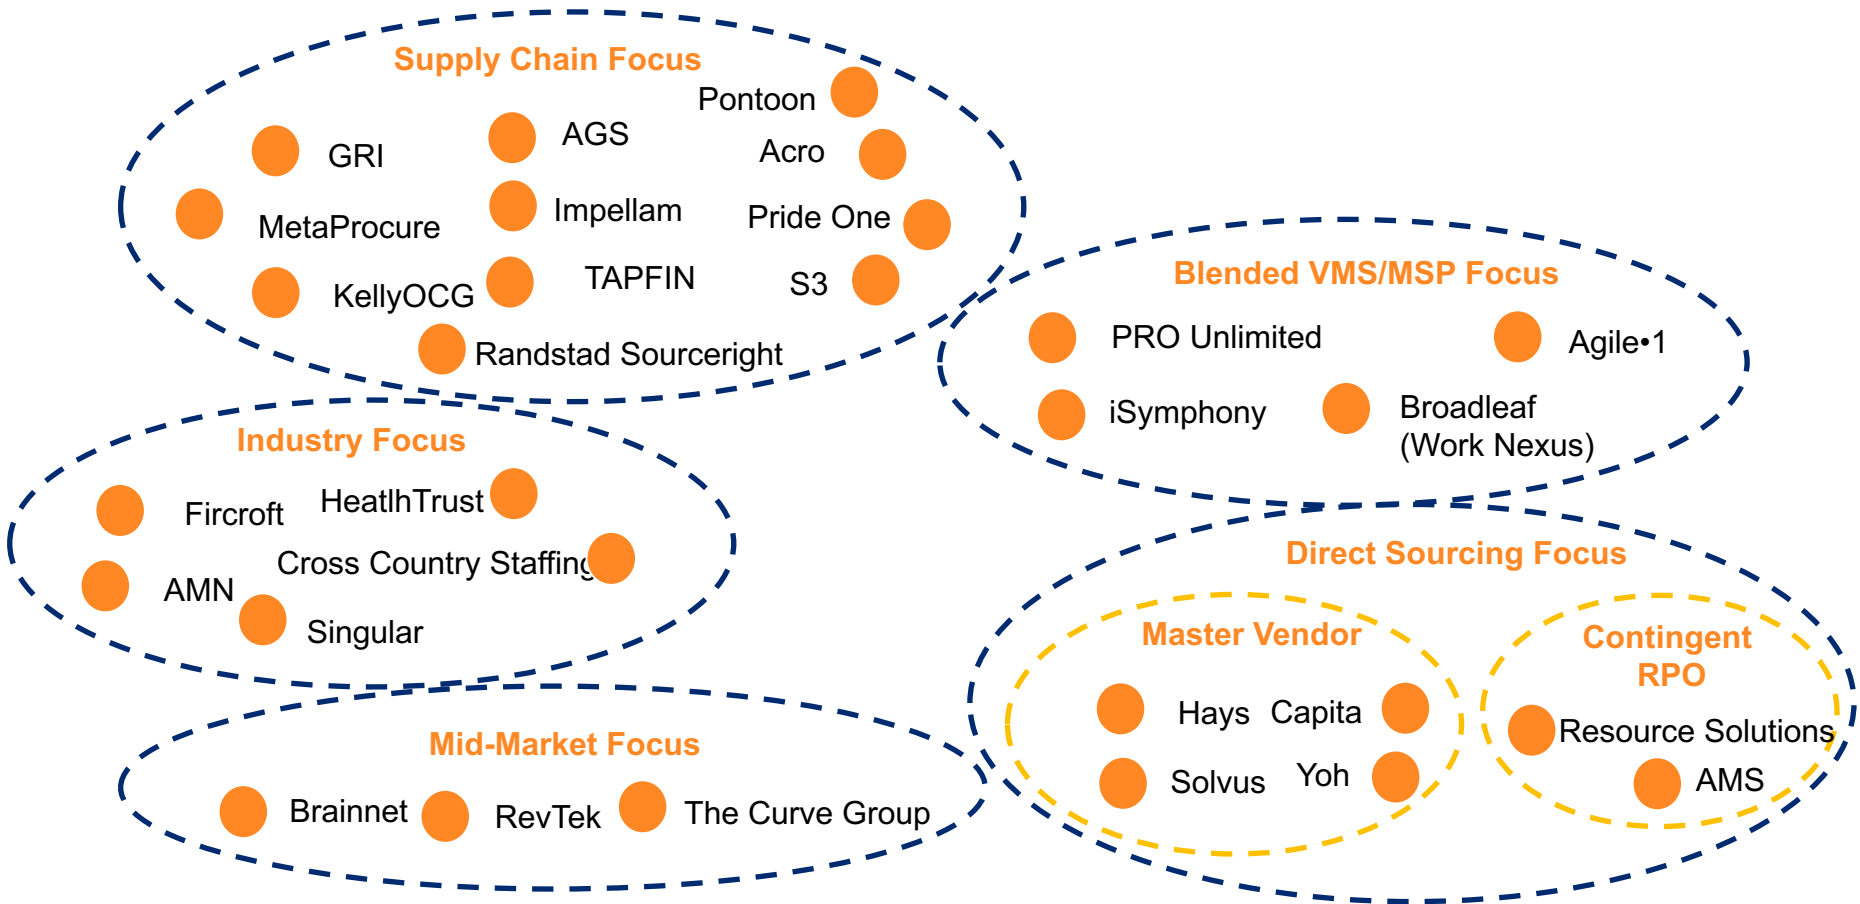 Supply Chain Focus
Pontoon
AGS
Acro
GRI
Impellam
Pride One
MetaProcure
TAPFIN
S3
KellyOCG
Randstad Sourceright
Blended VMS/MSP Focus
PRO Unlimited
Agile•1
iSymphony
Broadleaf
(Work Nexus)
Industry Focus
HeatlhTrust
Fircroft
Cross Country Staffing
AMN
Singular
Direct Sourcing Focus
Master Vendor
Hays
Capita
Solvus
Yoh
Contingent
RPO
Resource Solutions
AMS
Mid-Market Focus
Brainnet
RevTek
The Curve Group